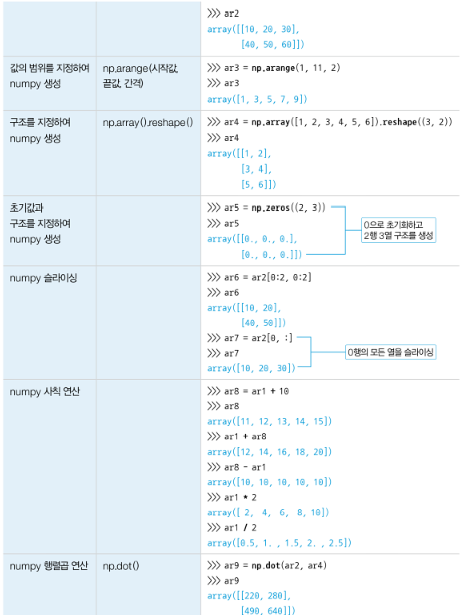 >>> ar2
array([[10, 20, 30],
[40, 50, 60]])
값의 범위를 지정하여
numpy 생성
np.arange(시작값,
끝값, 간격)
>>> ar3 = np.arange(1, 11, 2)
>>> ar3
array([1, 3, 5, 7, 9])
구조를 지정하여
numpy 생성
np.array().reshape()
>>> ar4 = np.array([1, 2, 3, 4, 5, 6]).reshape((3, 2))
>>> ar4
array([[1, 2],
[3, 4],
[5, 6]])
초기값과
구조를 지정하여
numpy 생성
>>> ar5 = np.zeros((2, 3))
>>> ar5
array([[0., 0., 0.],
[0., 0., 0.]])
0으로 초기화하고
2행 3열 구조를 생성
numpy 슬라이싱
>>> ar6 = ar2[0:2, 0:2]
>>> ar6
array([[10, 20],
[40, 50]])
>>> ar7 = ar2[0, :]
>>> ar7
array([10, 20, 30])
0행의 모든 열을 슬라이싱
numpy 사칙 연산
>>> ar8 = ar1 + 10
>>> ar8
array([11, 12, 13, 14, 15])
>>> ar1 + ar8
array([12, 14, 16, 18, 20])
>>> ar8 - ar1
array([10, 10, 10, 10, 10])
>>> ar1 * 2
array([ 2, 4, 6, 8, 10])
>>> ar1 / 2
array([0.5, 1. , 1.5, 2. , 2.5])
numpy 행렬곱 연산
np.dot()
>>> ar9 = np.dot(ar2, ar4)
>>> ar9
array([[220, 280],
[490, 640]])